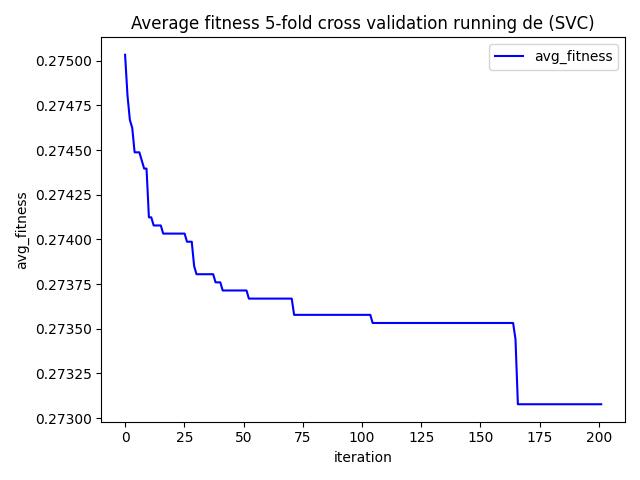 Average fitness 5-fold cross validation running de (SVC)
avg_fitness
0.27500
0.27475
0.27450
0.27425
0.27400
0.27375
0.27350
0.27325
0.27300
avg_fitness
0 25 50 75 100 125 150 175 200
iteration